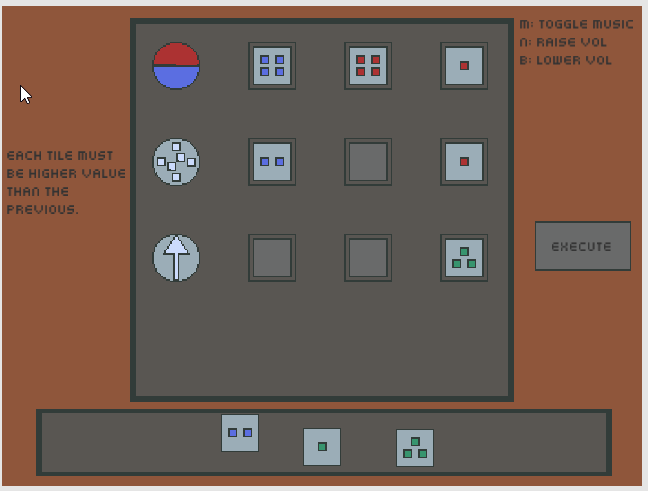 M: TOGGLE MUSIC
N: RAISE VOL
B: LOWER VOL
EACH TILE MUST
BE HIGHER VALUE
THAN THE
PREVIOUS.
EXECUTE